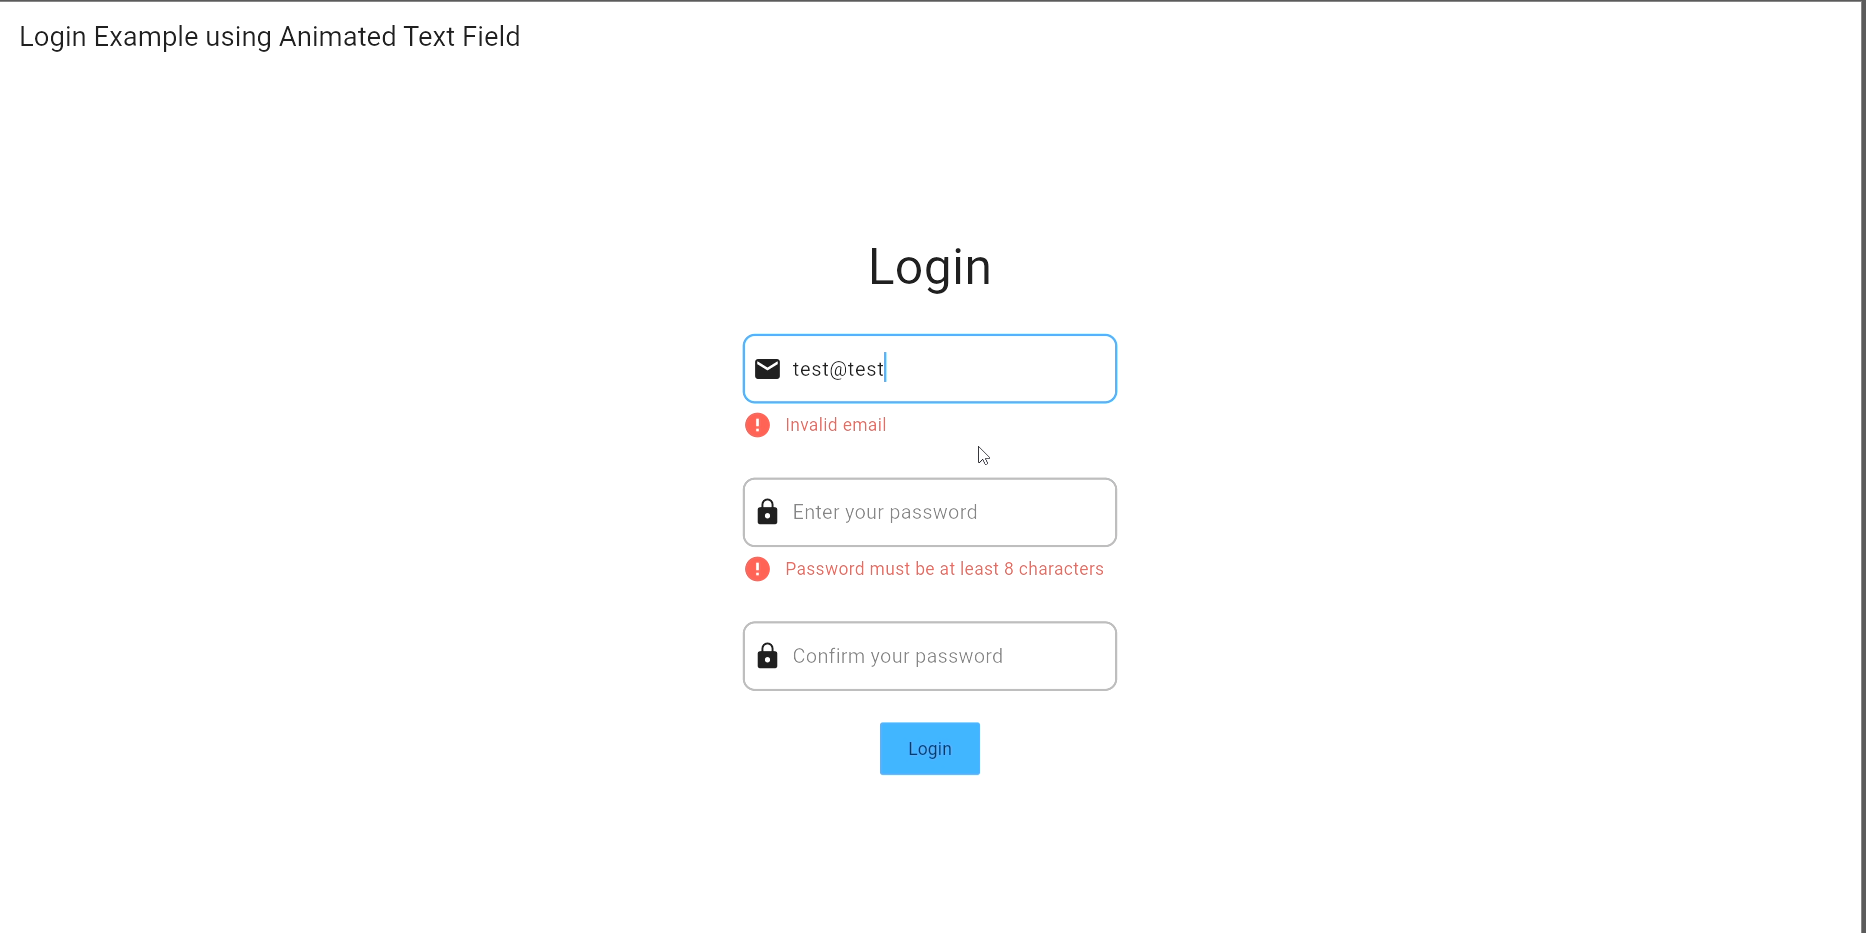 Login Example using Animated Text Field
Login
test@test
Invalid email
Enter your password
Password must be at least 8 characters
Confirm your password
Login